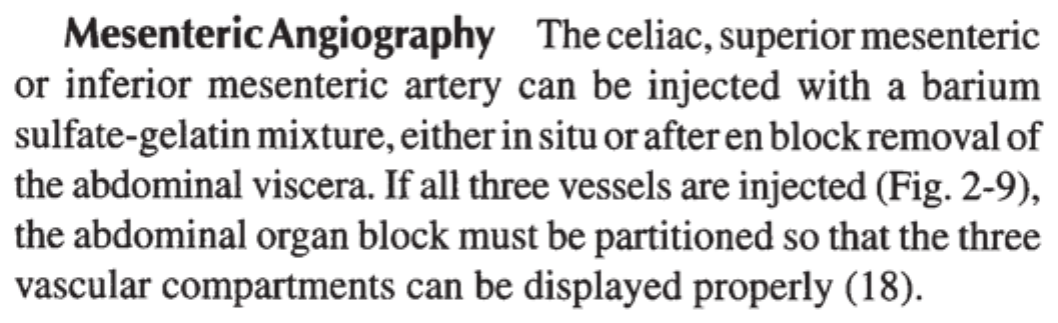 Mesenteric Angiography The celiac, superior mesenteric
or inferior mesenteric artery can be injected with a barium
sulfate-gelatin mixture, either in situ or after en block removal of
the abdominal viscera. If all three vessels are injected (Fig. 2-9),
the abdominal organ block must be partitioned so that the three
vascular compartments can be displayed properly (18).